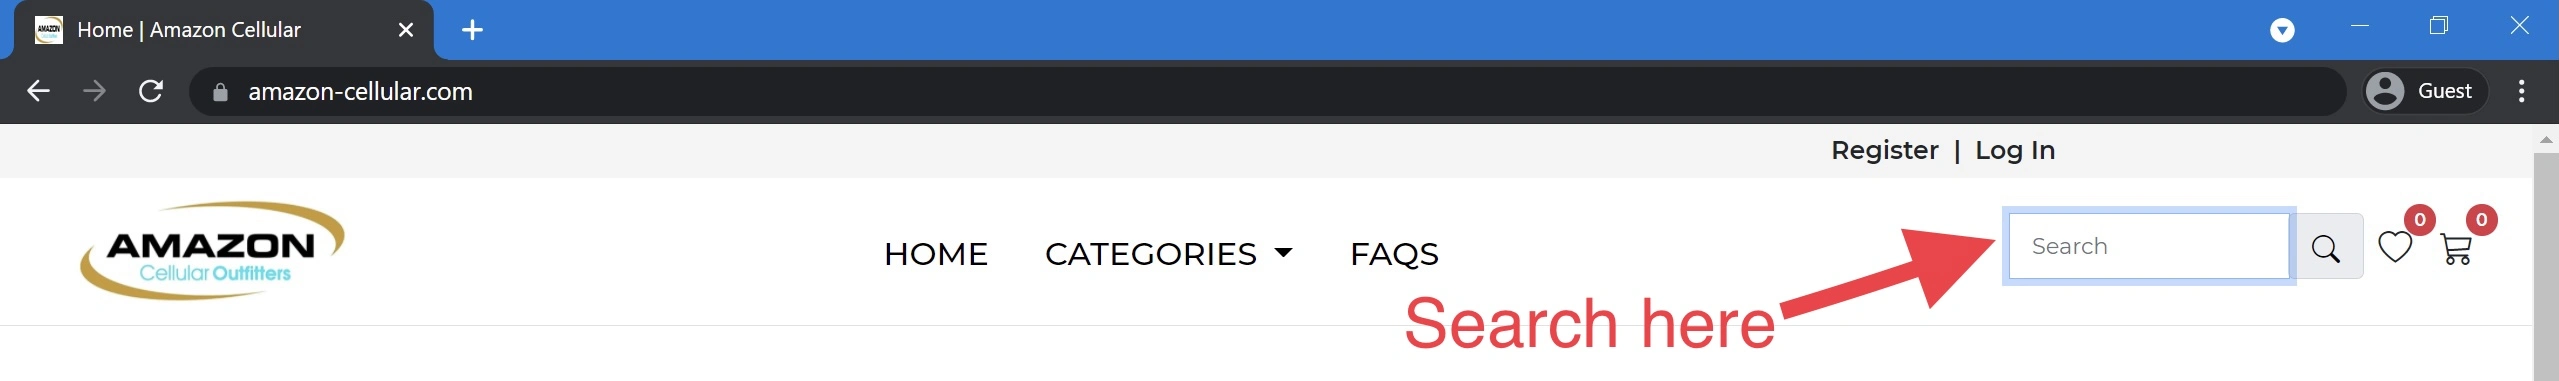 AMAZON
Home | Amazon Cellular
amazon-cellular.com
Guest
Register | Log In
AMAZON
Cellular Outfitters
HOME CATEGORIES FAQS
Search
0
0
Search here